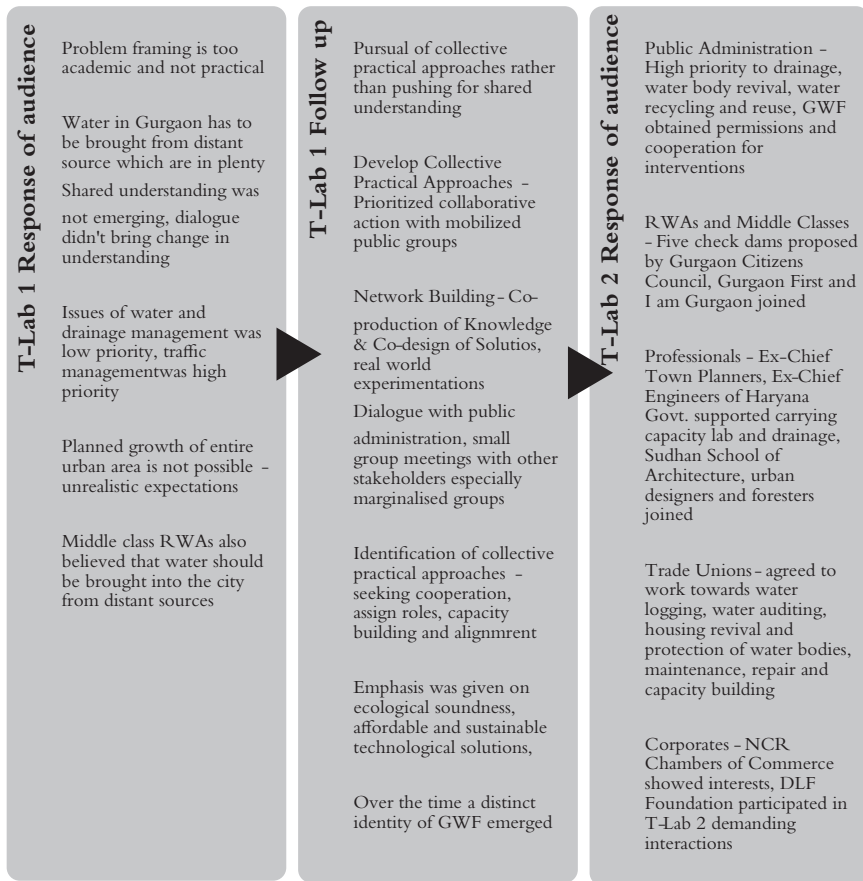 T-Lab 1 Response of audience
Problem framing is too
academic and not practical
Water in Gurgaon has to
be brought from distant
source which are in plenty
Shared understanding was
not emerging, dialogue
didn't bring change in
understanding
Issues of water and
drainage management was
low priority, traffic
managementwas high
priority
Planned growth of entire
urban area is not possible -
unrealistic expectations
Middle class RWAs also
believed that water should
be brought into the city
from distant sources
T-Lab 1 Follow up
Pursual of collective
practical approaches rather
than pushing for shared
understanding
Develop Collective
Practical Approaches -
Prioritized collaborative
action with mobilized
public groups
Network Building - Co-
production of Knowledge
& Co-design of Solutios,
real world
experimentations
Dialogue with public
administration, small
group meetings with other
stakeholders especially
marginalised groups
Identification of collective
practical approaches -
seeking cooperation,
assign roles, capacity
building and alignmrent
Emphasis was given on
ecological soundness,
affordable and sustainable
technological solutions,
Over the time a distinct
identity of GWF emerged
T-Lab 2 Response of audience
Public Administration -
High priority to drainage,
water body revival, water
recycling and reuse, GWF
obtained permissions and
cooperation for
interventions
RWAs and Middle Classes
- Five check dams proposed
by Gurgaon Citizens
Council, Gurgaon First and
I am Gurgaon joined
Professionals - Ex-Chief
Town Planners, Ex-Chief
Engineers of Haryana
Govt. supported carrying
capacity lab and drainage,
Sudhan School of
Architecture, urban
designers and foresters
joined
Trade Unions - agreed to
work towards water
logging, water auditing,
housing revival and
protection of water bodies,
maintenance, repair and
capacity building
Corporates - NCR
Chambers of Commerce
showed interests, DLF
Foundation participated in
T-Lab 2 demanding
interactions